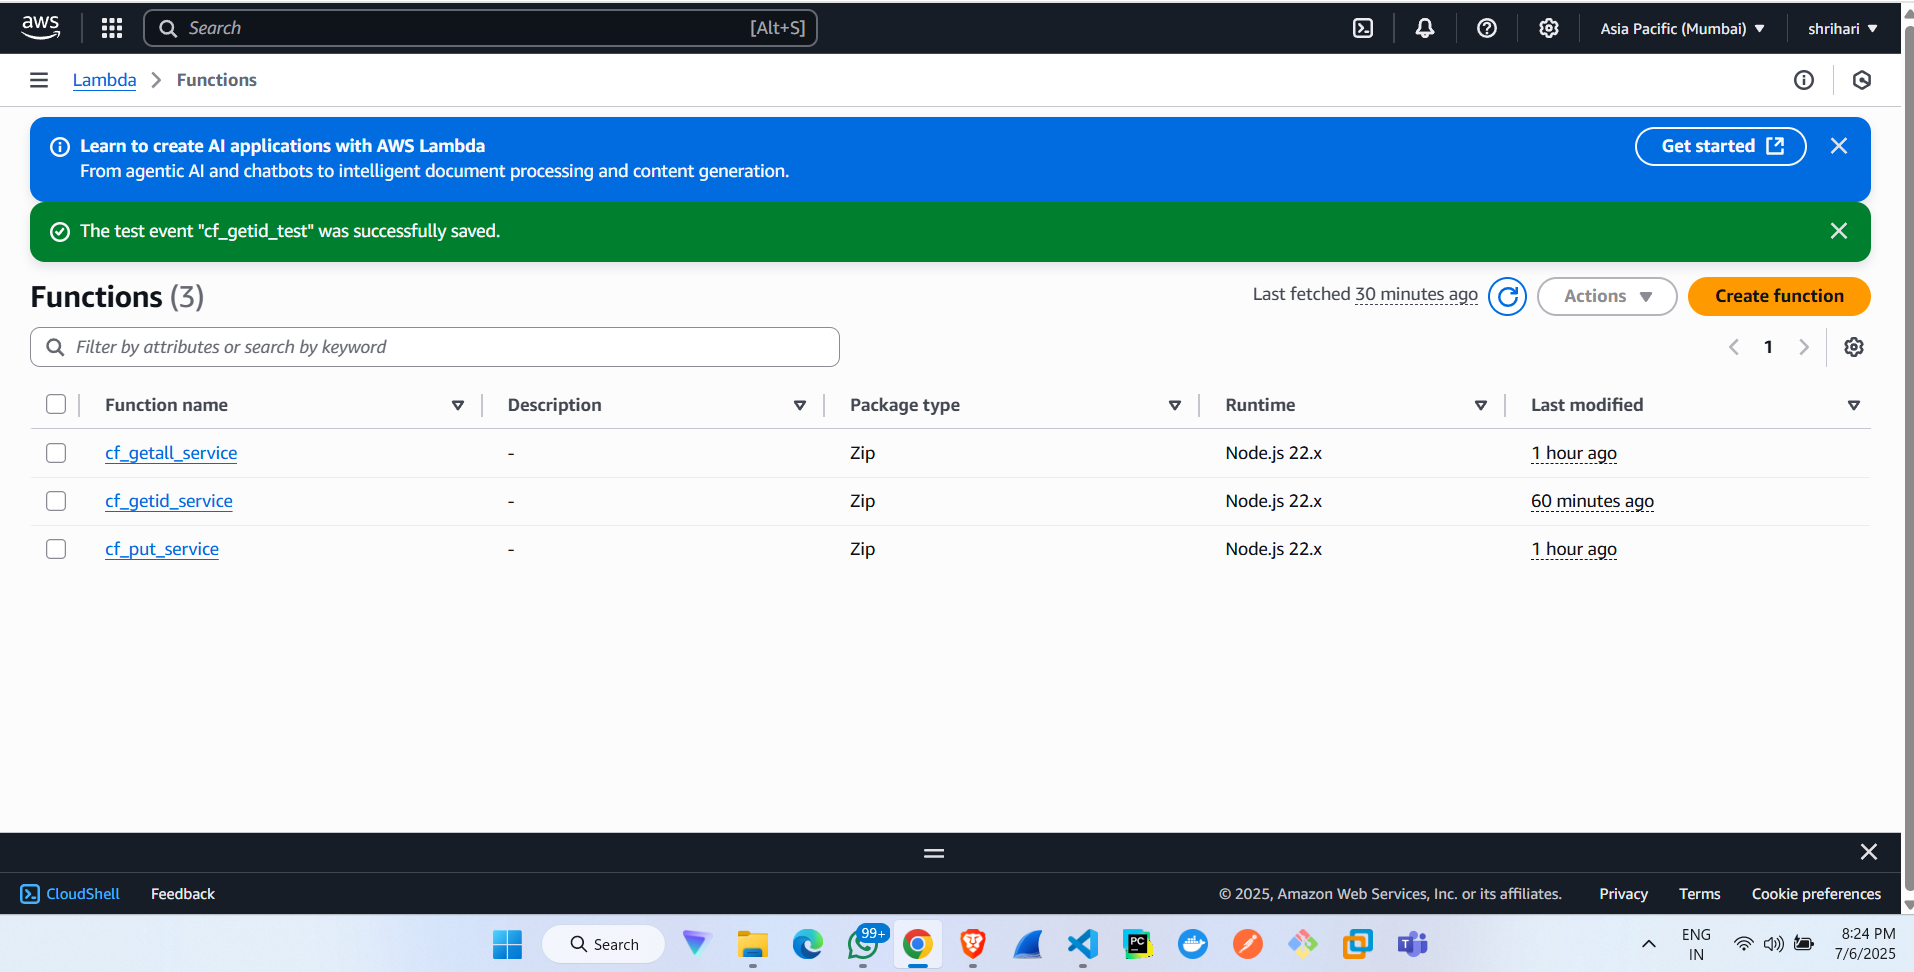 aws
Search [Alt+S]
Asia Pacific (Mumbai)
shrihari
Lambda
Functions
Learn to create AI applications with AWS Lambda
From agentic AI and chatbots to intelligent document processing and content generation.
Get started
The test event "cf_getid_test" was successfully saved.
Functions (3)
Last fetched 30 minutes ago
Actions
Create function
Filter by attributes or search by keyword
1
Function name Description Package type Runtime Last modified
cf_getall_service - Zip Node.js 22.x 1 hour ago
cf_getid_service - Zip Node.js 22.x 60 minutes ago
cf_put_service - Zip Node.js 22.x 1 hour ago
CloudShell Feedback © 2025, Amazon Web Services, Inc. or its affiliates. Privacy Terms Cookie preferences
Search
99+
PC
T
ENG
IN
8:24 PM
7/6/2025